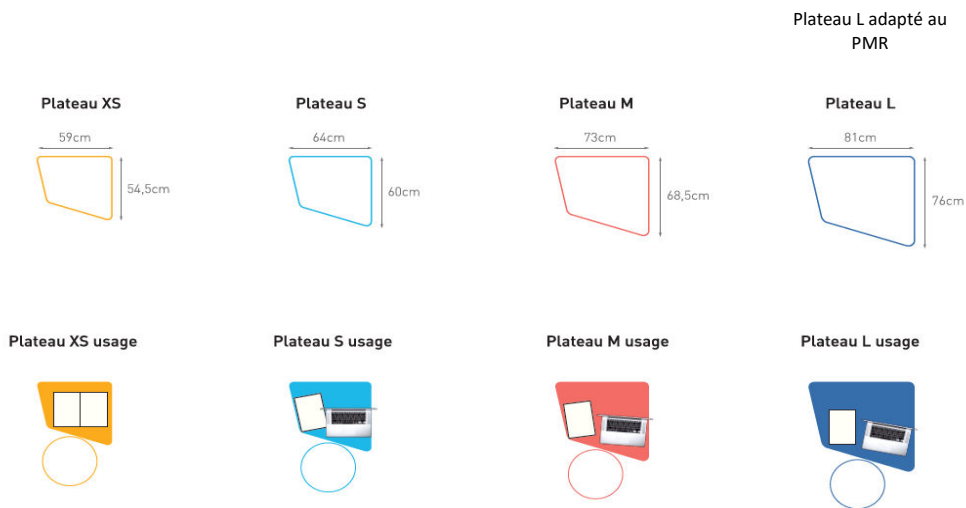 Plateau L adapté au
PMR
Plateau XS
Plateau S
Plateau M
Plateau L
59cm
64cm
73cm
81cm
54,5cm
60cm
68,5cm
76cm
Plateau XS usage
Plateau S usage
Plateau M usage
Plateau L usage